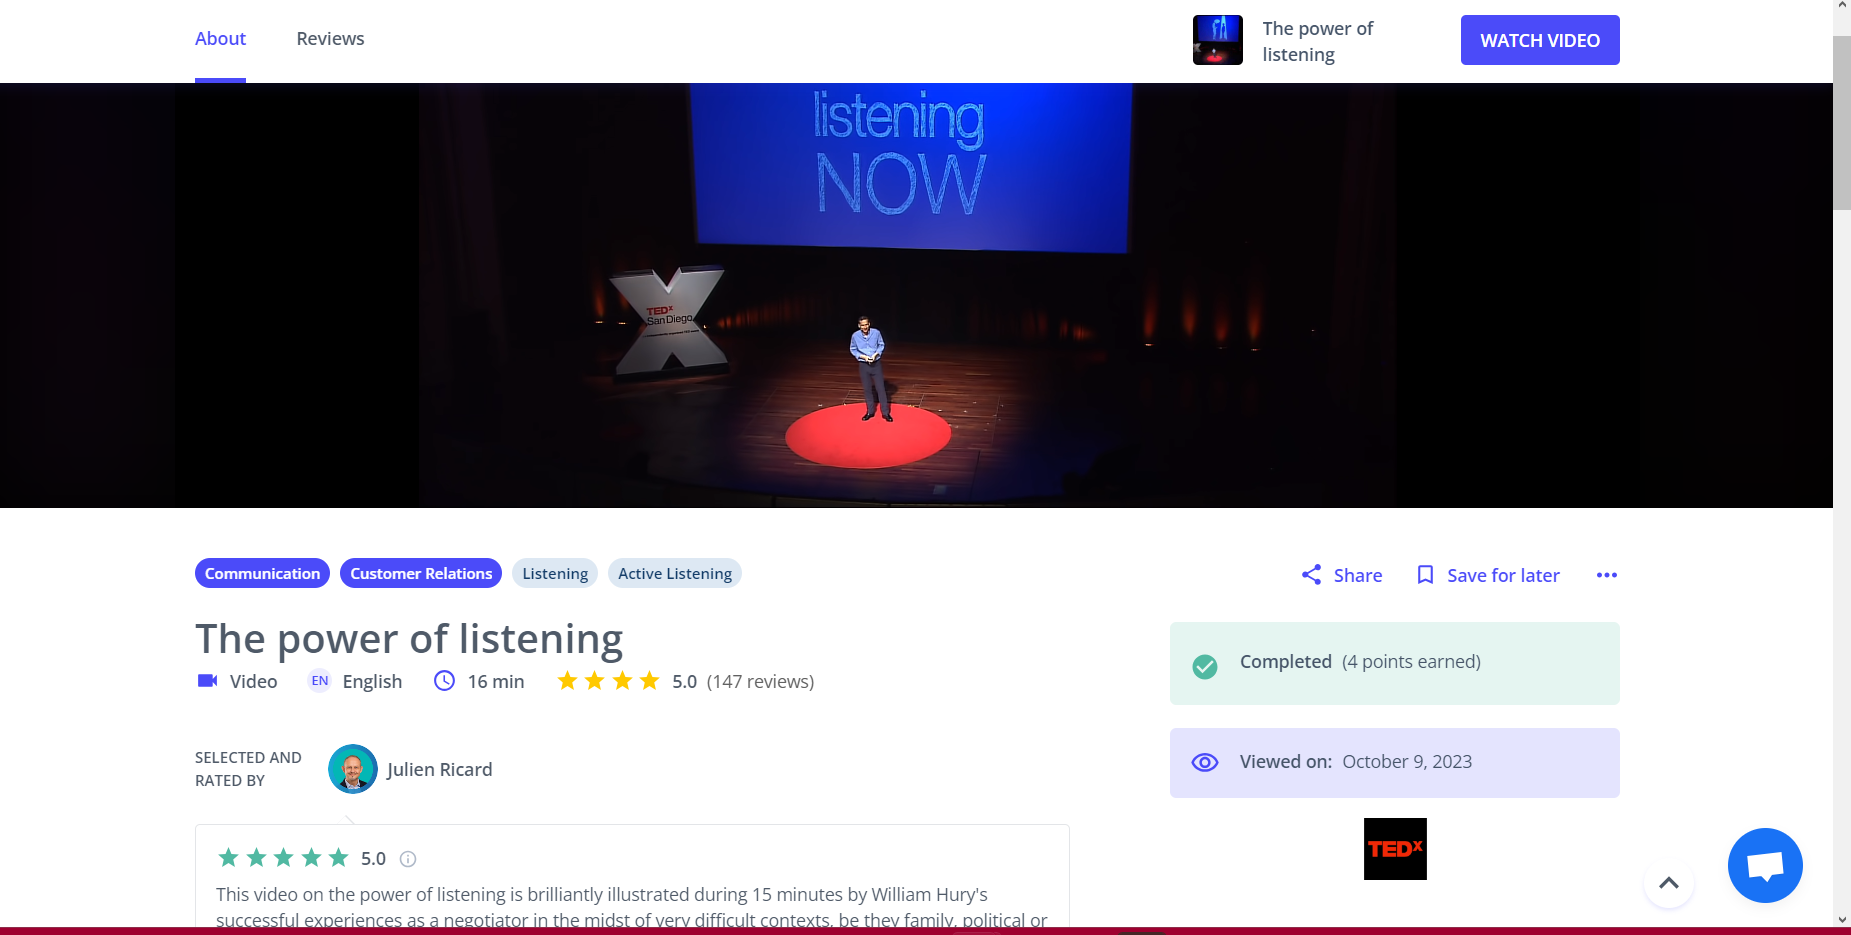 About
Reviews
The power of
listening
WATCH VIDEO
listening
NOW
TEDx
San Diego
Communication
Customer Relations
Listening
Active Listening
Share
Save for later
The power of listening
Video
EN
English
16 min
5.0
(147 reviews)
Completed
(4 points earned)
Viewed on:
October 9, 2023
SELECTED AND
RATED BY
Julien Ricard
TEDx
5.0
This video on the power of listening is brilliantly illustrated during 15 minutes by William Hury's
successful experiences as a negotiator in the midst of very difficult contexts, be they family, political or